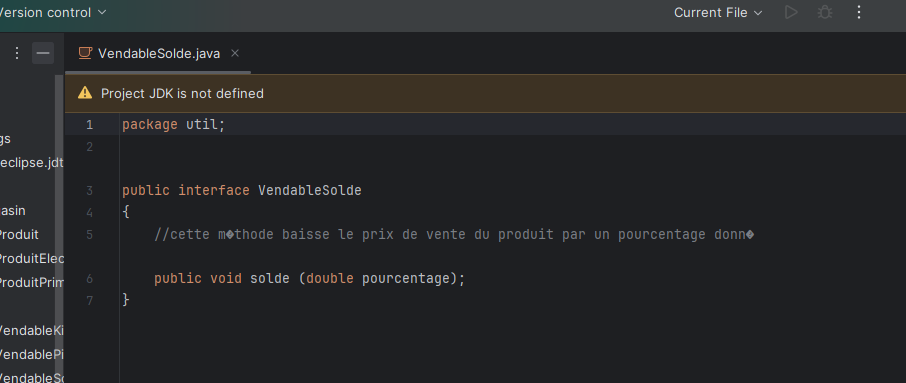 Version control
Current File
VendableSolde.java
Project JDK is not defined
gs
eclipse.jdt
asin
Produit
ProduitElec
ProduitPrim
VendableKi
VendablePi
VendableSo
1 package util;
2
3 public interface VendableSolde
4 {
5 //cette m�thode baisse le prix de vente du produit par un pourcentage donn�
6 public void solde (double pourcentage);
7 }